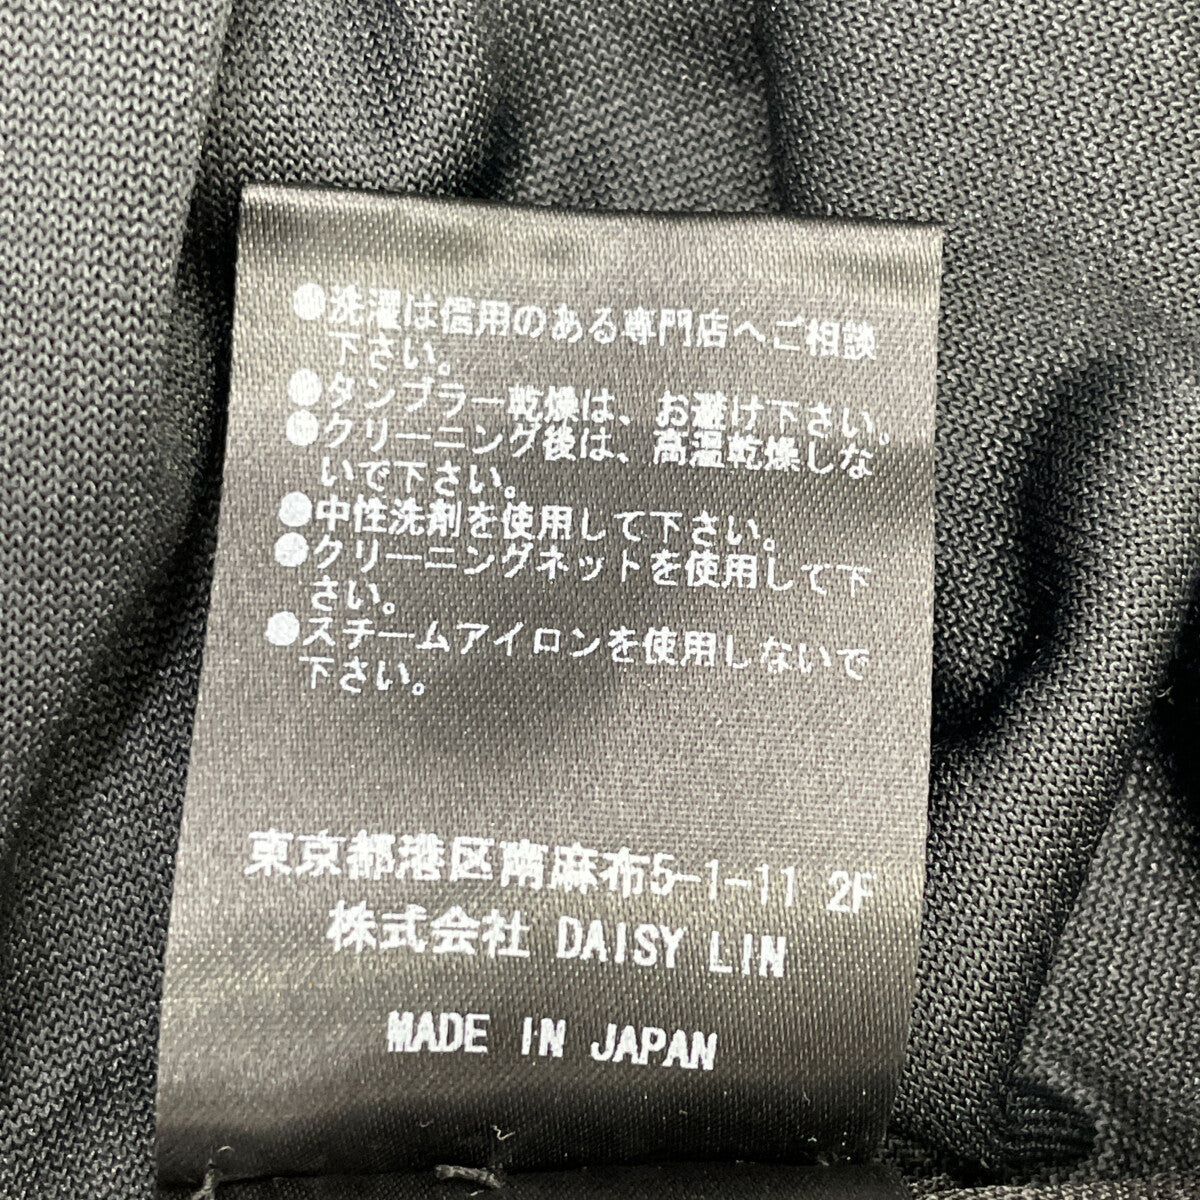 ●洗濯は信用のある専門店へご相談
下さい。
●タンブラー乾燥は、お避け下さい。
●クリーニング後は、高温乾燥しな
いで下さい。
●中性洗剤を使用して下さい。
●クリーニングネットを使用して下
さい。
●スチームアイロンを使用しないで
下さい。
東京都港区南麻布5-1-11 2F
株式会社 DAISY LIN
MADE IN JAPAN